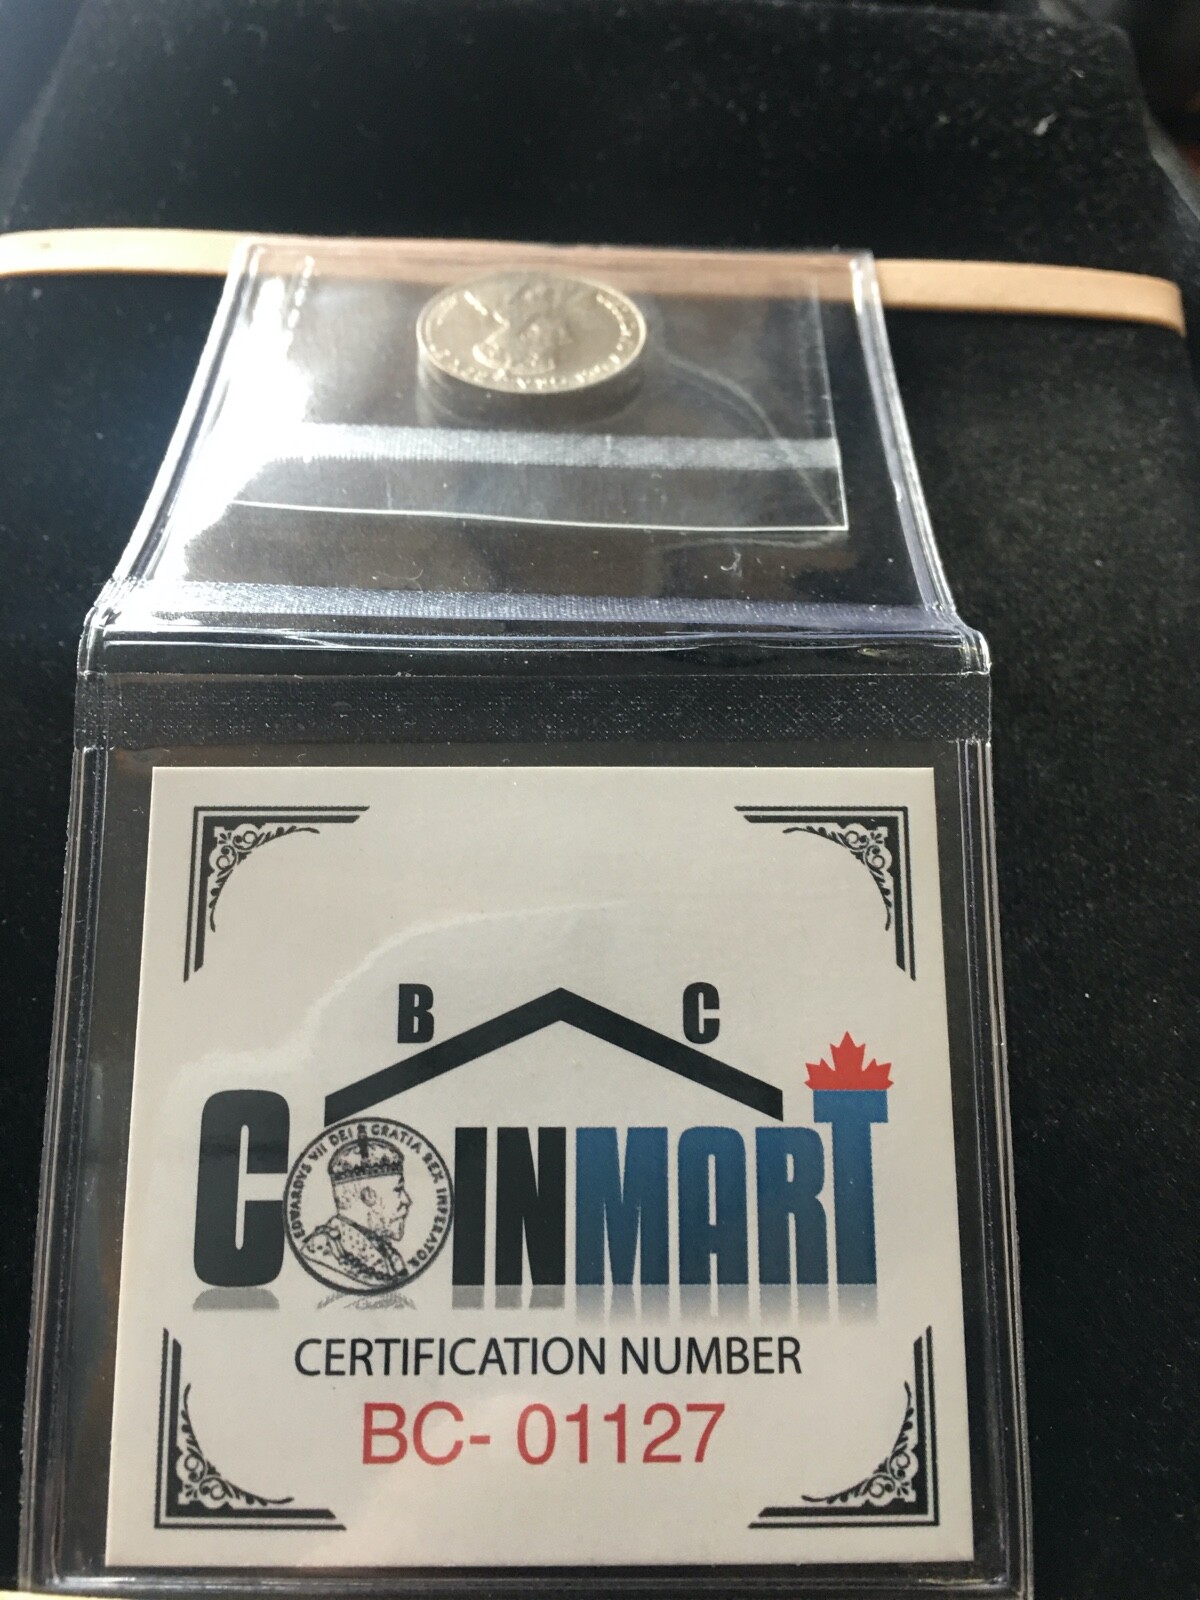 B C
COINMART
EDWARDVS VII DEI GRATIA REX IMPERATOR
CERTIFICATION NUMBER
BC- 01127